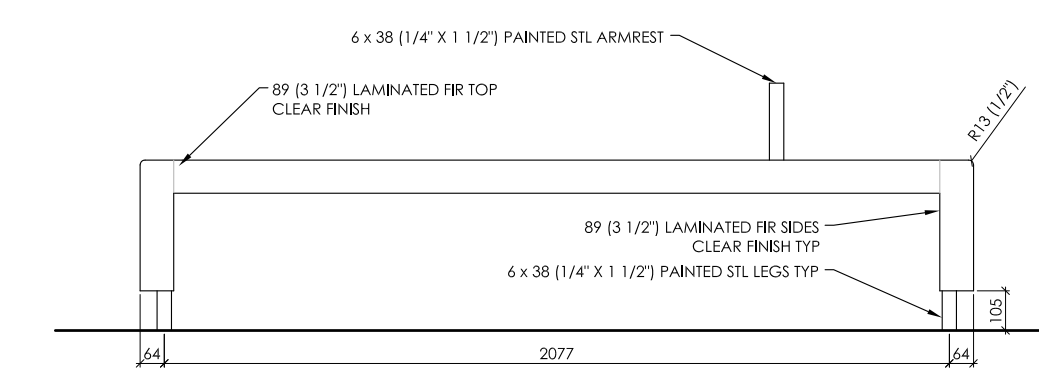 6 x 38 (1/4" X 1 1/2") PAINTED STL ARMREST
89 (3 1/2") LAMINATED FIR TOP
CLEAR FINISH
R13 (1/2")
89 (3 1/2") LAMINATED FIR SIDES
CLEAR FINISH TYP
6 x 38 (1/4" X 1 1/2") PAINTED STL LEGS TYP
105
64
2077
64